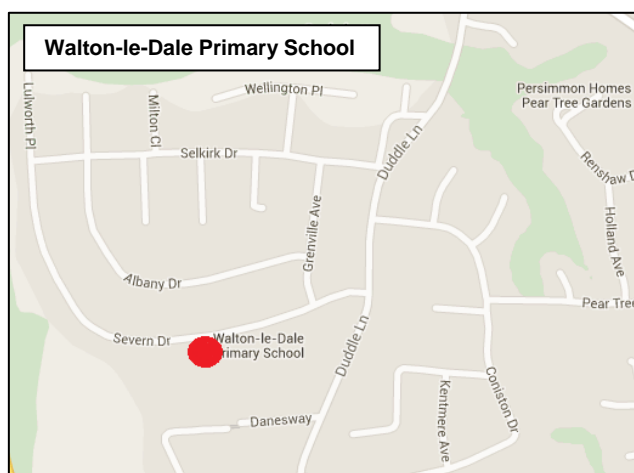 Walton-le-Dale Primary School
Wellington Pl
Persimmon Homes
Pear Tree Gardens
Lulworth Pl
Milton Cl
Duddle Ln
Selkirk Dr
Renshaw D
Holland Ave
Grenville Ave
Albany Dr
Pear Tree
Severn Dr
Walton-le-Dale
Primary School
Duddle Ln
Coniston Dr
Kentmere Ave
Danesway